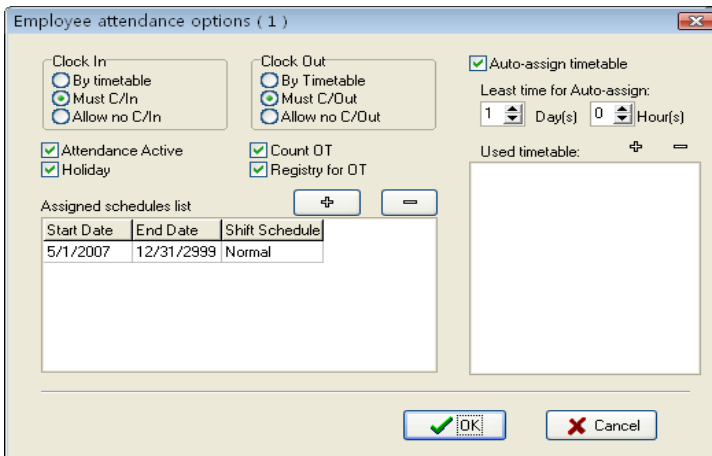 Employee attendance options ( 1 )
Clock In
By timetable
Must C/In
Allow no C/In
Clock Out
By Timetable
Must C/Out
Allow no C/Out
Attendance Active
Count OT
Holiday
Registry for OT
Assigned schedules list
Start Date End Date Shift Schedule
5/1/2007 12/31/2999 Normal
Auto-assign timetable
Least time for Auto-assign:
1 Day(s) 0 Hour(s)
Used timetable:
OK
Cancel